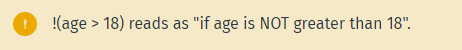 !(age > 18) reads as "if age is NOT greater than 18".